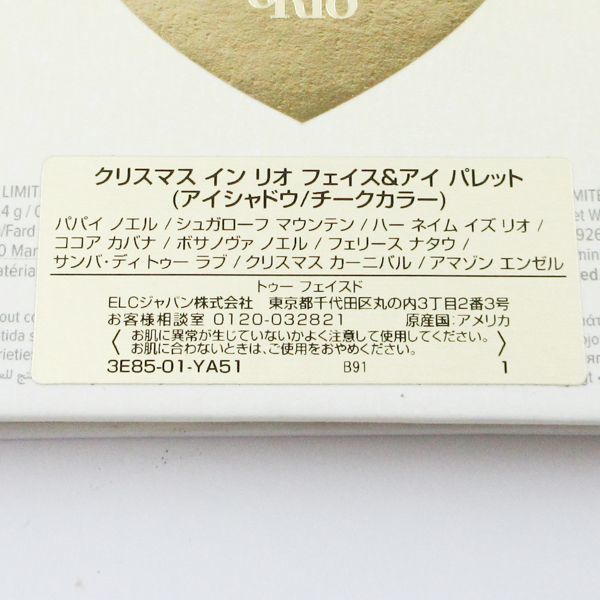 Rio
クリスマス イン リオ フェイス&アイ パレット
(アイシャドウ/チークカラー)
パパイ ノエル / シュガローフ マウンテン / ハー ネイム イズ リオ /
ココア カバナ / ボサノヴァ ノエル / フェリース ナタウ /
サンバ・ディ トゥー ラブ / クリスマス カーニバル / アマゾン エンゼル
トゥー フェイスド
ELCジャパン株式会社 東京都千代田区丸の内3丁目2番3号
お客様相談室 0120-032821 原産国:アメリカ
〈 お肌に異常が生じていないかよく注意して使用してください。 〉
お肌に合わないときは、ご使用をおやめください。
3E85-01-YA51 B91 1